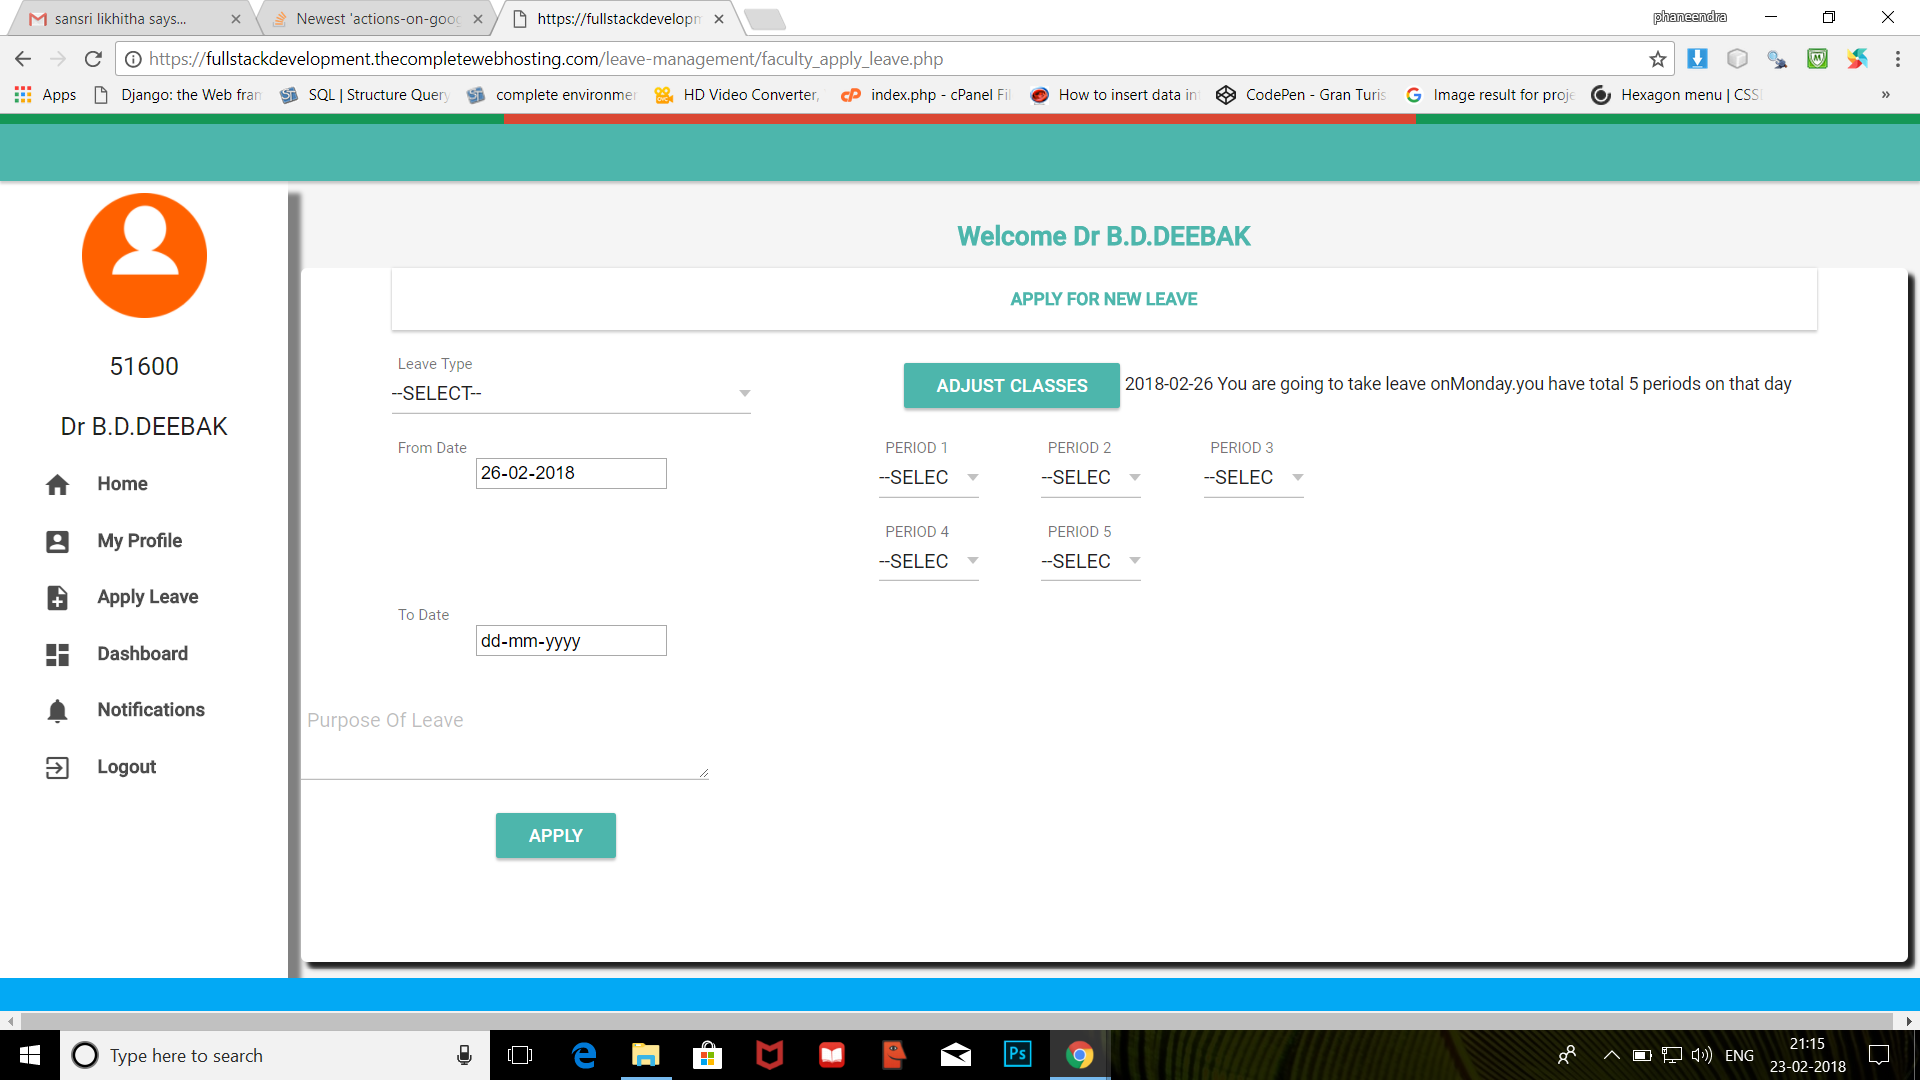 sansri likhitha says...
Newest 'actions-on-goog
https://fullstackdevelopm
phaneendra
https://fullstackdevelopment.thecompletewebhosting.com/leave-management/faculty_apply_leave.php
Apps
Django: the Web fran
SQL | Structure Query
complete environmen
HD Video Converter,
index.php - cPanel Fil
How to insert data in
CodePen - Gran Turis
Image result for proje
Hexagon menu | CSS
»
Welcome Dr B.D.DEEBAK
APPLY FOR NEW LEAVE
51600
Dr B.D.DEEBAK
Home
My Profile
Apply Leave
Dashboard
Notifications
Logout
Leave Type
--SELECT--
ADJUST CLASSES 2018-02-26 You are going to take leave onMonday.you have total 5 periods on that day
From Date
26-02-2018
PERIOD 1 PERIOD 2 PERIOD 3
--SELEC --SELEC --SELEC
PERIOD 4 PERIOD 5
--SELEC --SELEC
To Date
dd-mm-yyyy
Purpose Of Leave
APPLY
Type here to search
Ps
ENG
21:15
23-02-2018